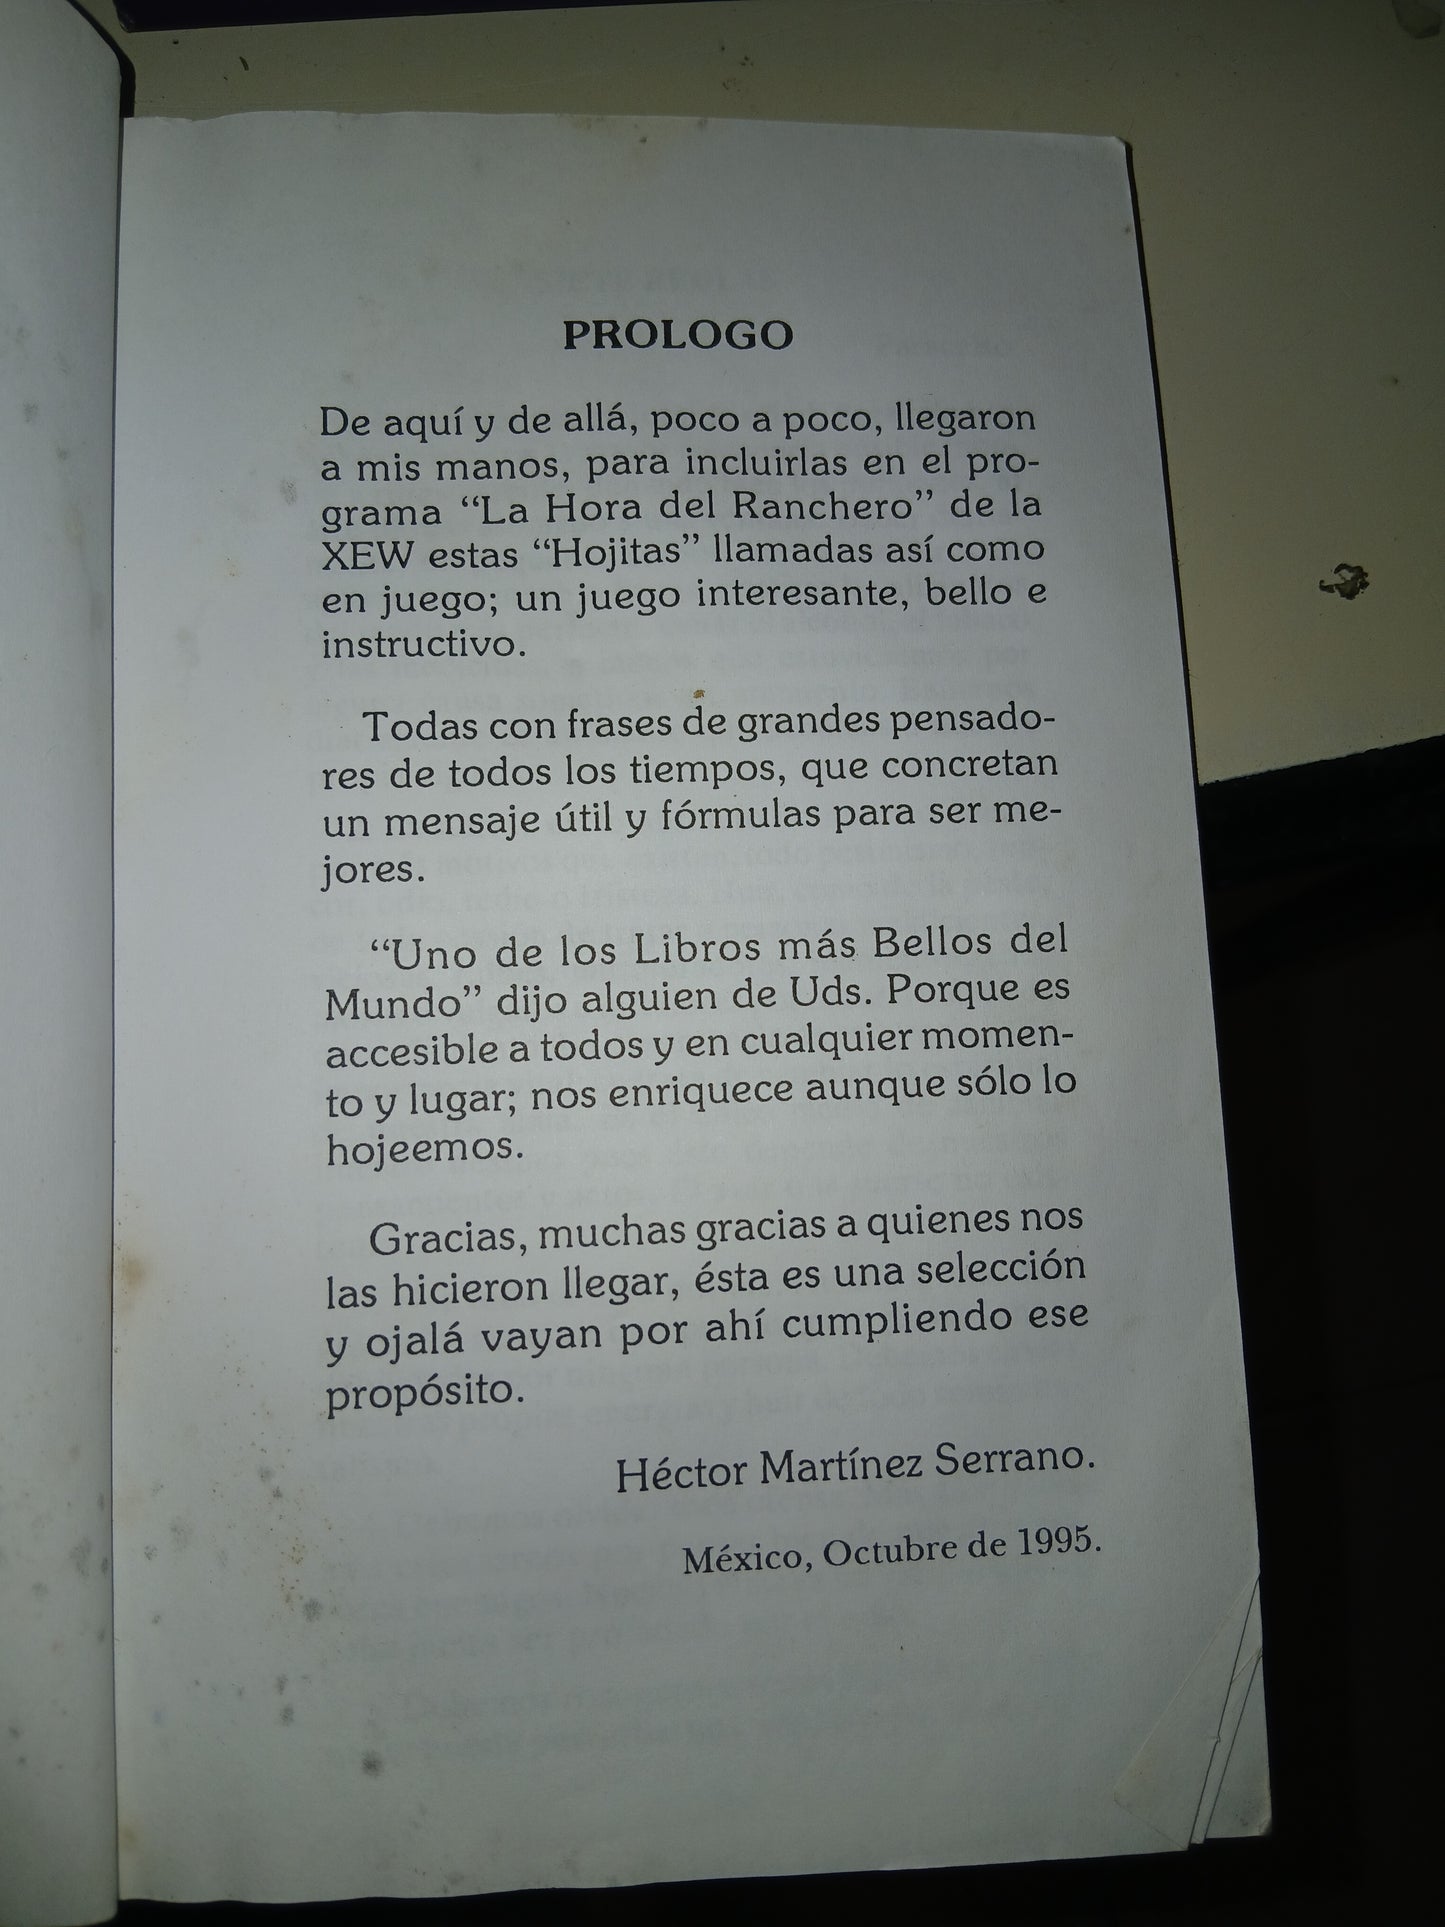 PROLOGO
De aquí y de allá, poco a poco, llegaron
a mis manos, para incluirlas en el pro-
grama “La Hora del Ranchero” de la
XEW estas “Hojitas” llamadas así como
en juego; un juego interesante, bello e
instructivo.
Todas con frases de grandes pensado-
res de todos los tiempos, que concretan
un mensaje útil y fórmulas para ser me-
jores.
“Uno de los Libros más Bellos del
Mundo” dijo alguien de Uds. Porque es
accesible a todos y en cualquier momen-
to y lugar; nos enriquece aunque sólo lo
hojeemos.
Gracias, muchas gracias a quienes nos
las hicieron llegar, ésta es una selección
y ojalá vayan por ahí cumpliendo ese
propósito.
Héctor Martínez Serrano.
México, Octubre de 1995.